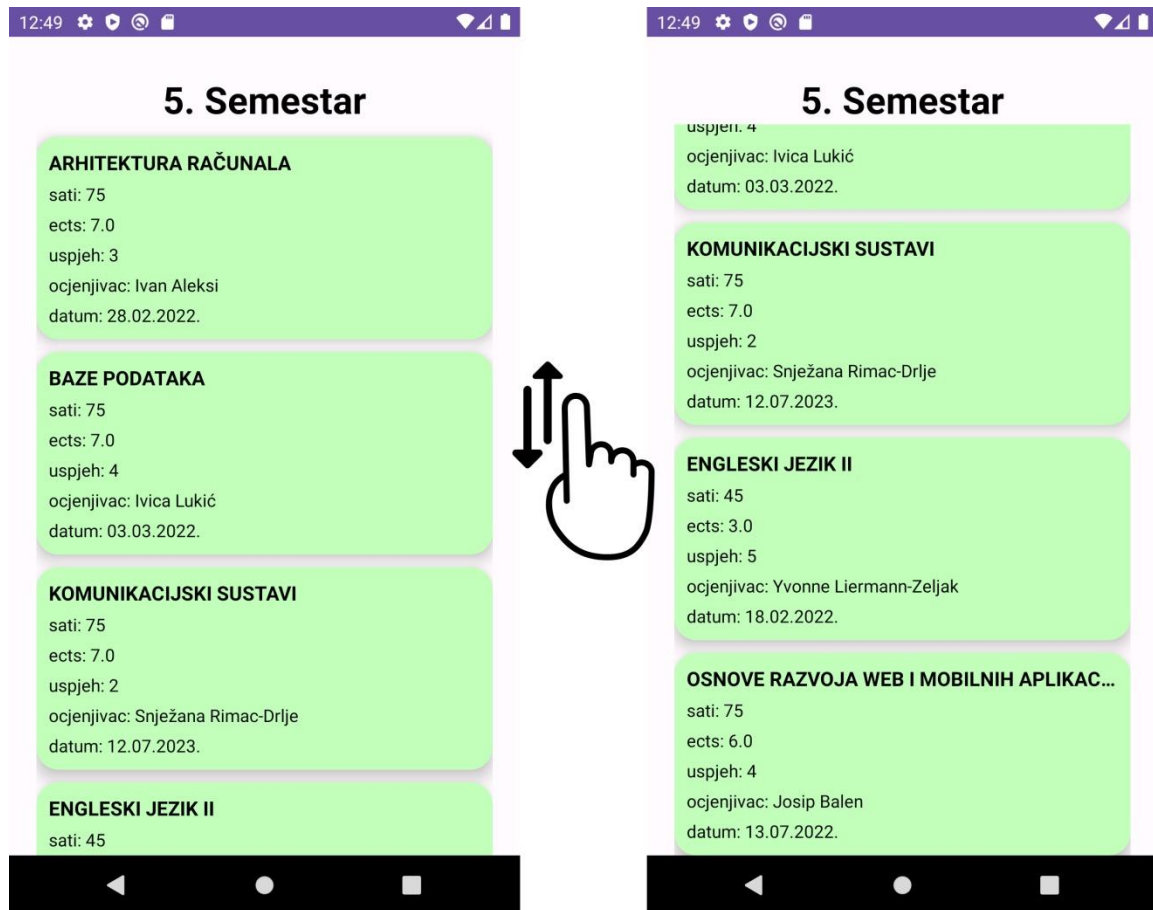 12:49
5. Semestar
ARHITEKTURA RAČUNALA
sati: 75
ects: 7.0
uspjeh: 3
ocjenjivac: Ivan Aleksi
datum: 28.02.2022.
BAZE PODATAKA
sati: 75
ects: 7.0
uspjeh: 4
ocjenjivac: Ivica Lukić
datum: 03.03.2022.
KOMUNIKACIJSKI SUSTAVI
sati: 75
ects: 7.0
uspjeh: 2
ocjenjivac: Snježana Rimac-Drlje
datum: 12.07.2023.
ENGLESKI JEZIK II
sati: 45
12:49
5. Semestar
uspjeh: 4
ocjenjivac: Ivica Lukić
datum: 03.03.2022.
KOMUNIKACIJSKI SUSTAVI
sati: 75
ects: 7.0
uspjeh: 2
ocjenjivac: Snježana Rimac-Drlje
datum: 12.07.2023.
ENGLESKI JEZIK II
sati: 45
ects: 3.0
uspjeh: 5
ocjenjivac: Yvonne Liermann-Zeljak
datum: 18.02.2022.
OSNOVE RAZVOJA WEB I MOBILNIH APLIKAC...
sati: 75
ects: 6.0
uspjeh: 4
ocjenjivac: Josip Balen
datum: 13.07.2022.